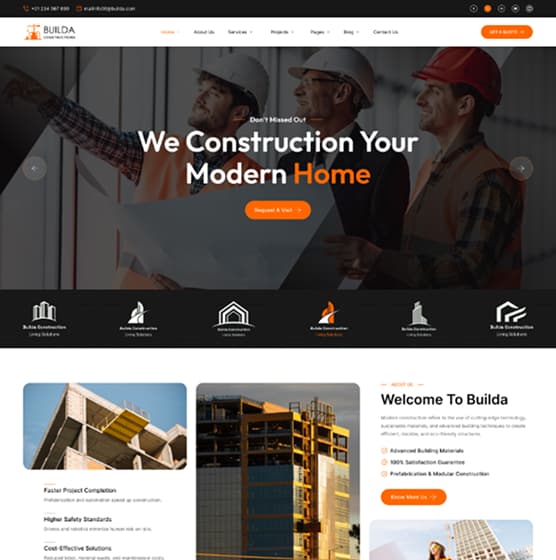 +01 234 567 890
mailinfo00@builda.com
BUILDA
CONSTRUCTIONS
Home
About Us
Services
Projects
Pages
Blog
Contact Us
GET A QUOTE
Don't Missed Out
We Construction Your
Modern Home
Request A Visit
Builda Construction
Living Solutions
Builda Construction
Living Solutions
Builda Construction
Living Solutions
Builda Construction
Living Solutions
Builda Construction
Living Solutions
Builda Construction
Living Solutions
ABOUT US
Welcome To Builda
Modern construction refers to the use of cutting-edge technology,
sustainable materials, and advanced building techniques to create
efficient, durable, and eco-friendly structures.
Advanced Building Materials
100% Satisfaction Guarantee
Prefabrication & Modular Construction
Know More Us
Faster Project Completion
Prefabrication and automation speed up construction.
Higher Safety Standards
Drones and robotics minimize human risk on site.
Cost-Effective Solutions
Reduced labor, minimal waste, and maintenance costs.